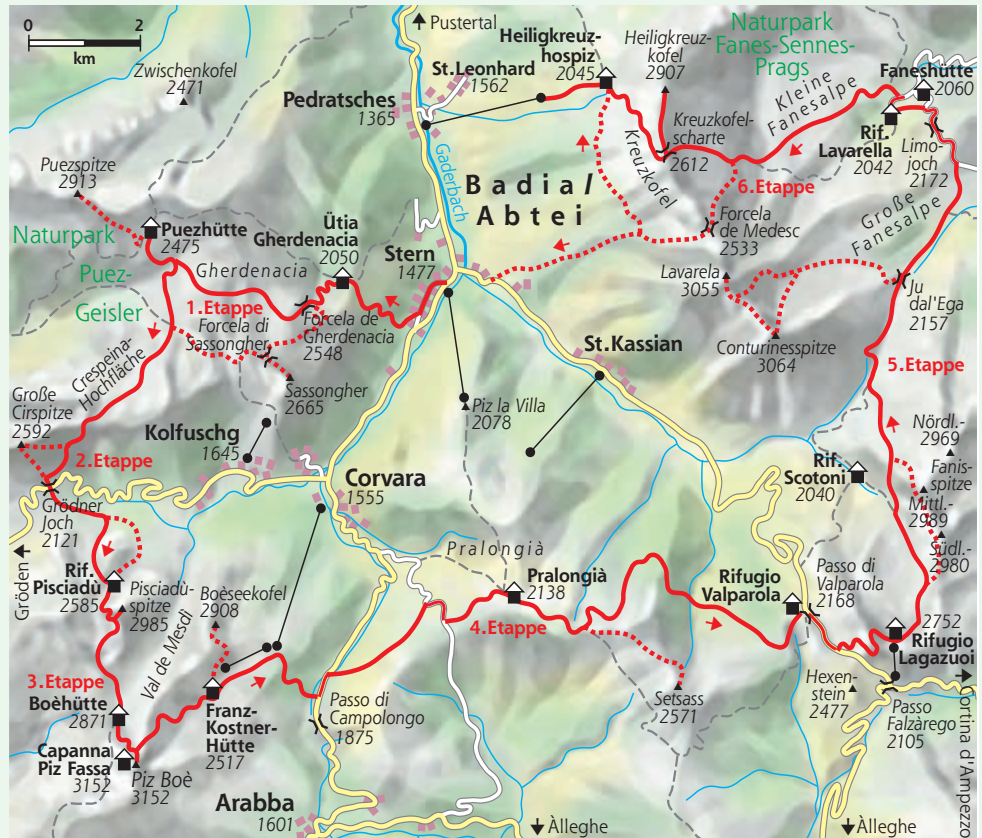 0 2
km
Pustertal
Zwischenkofel
2471
Pedratsches
1365
St.Leonhard
1562
Heiligkreuz-
hospiz
2045
Heiligkreuz-
kofel
2907
Naturpark
Fanes-Sennes-
Prags
Faneshütte
2060
Kleine
Fanesalpe
Rif.
Lavarella
2042
Limo-
joch
2172
Kreuzkofel-
scharte
2612
Kreuzkofel
Gaderbach
Badia/
Abtei
6.Etappe
Forcela
de Medesc
2533
Große
Fanesalpe
Puezspitze
2913
Naturpark
Puez-
Geisler
Puezhütte
2475
Gherdenacia
Ütia
Gherdenacia
2050
Stern
1477
1.Etappe
Forcela de
Gherdenacia
2548
Forcela di
Sassongher
Sassongher
2665
Lavarela
3055
Conturinesspitze
3064
Ju
dal'Ega
2157
St.Kassian
5.Etappe
Crespeina-
Hochfläche
Große
Cirspitze
2592
2.Etappe
Kolfuschg
1645
Piz la Villa
2078
Corvara
1555
Nördl.-
2969
Fanis-
spitze
Mittl.-
2989
Südl.-
2980
Rif.
Scotoni
2040
Grödner
Joch
2121
Gröden
Rif.
Pisciadù
2585
Pisciadù-
spitze
2985
Boèseekofel
2908
Val de Mesdì
Pralongià
Pralongià
2138
4.Etappe
Rifugio
Valparola
Passo di
Valparola
2168
2752
Rifugio
Lagazuoi
3.Etappe
Boèhütte
2871
Capanna
Piz Fassa
3152
Piz Boè
3152
Franz-
Kostner-
Hütte
2517
Passo di
Campolongo
1875
Setsass
2571
Hexen-
stein
2477
Passo
Falzàrego
2105
Cortina d'Ampezzo
Arabba
1601
Àlleghe
Àlleghe